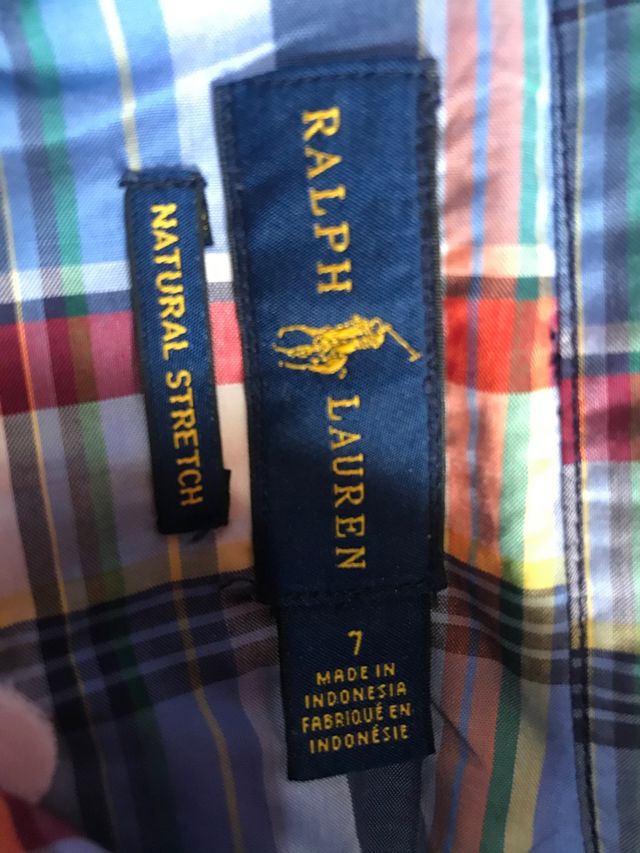 NATURAL STRETCH
RALPH LAUREN
7
MADE IN
INDONESIA
FABRIQUÉ EN
INDONÉSIE